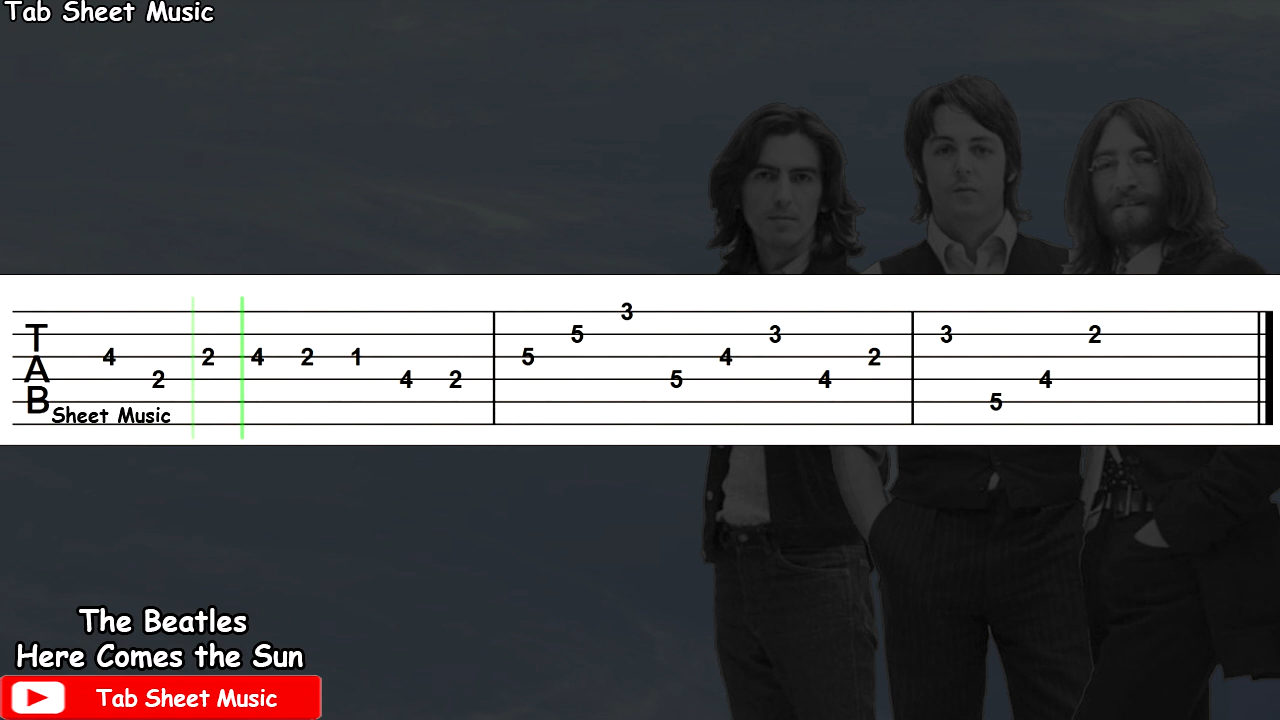 Tab Sheet Music
3
5 3 3 2
T 4 2 4 2 1 5 4 2
A 2 4 2 5 4 4
B 5
Sheet Music
The Beatles
Here Comes the Sun
Tab Sheet Music